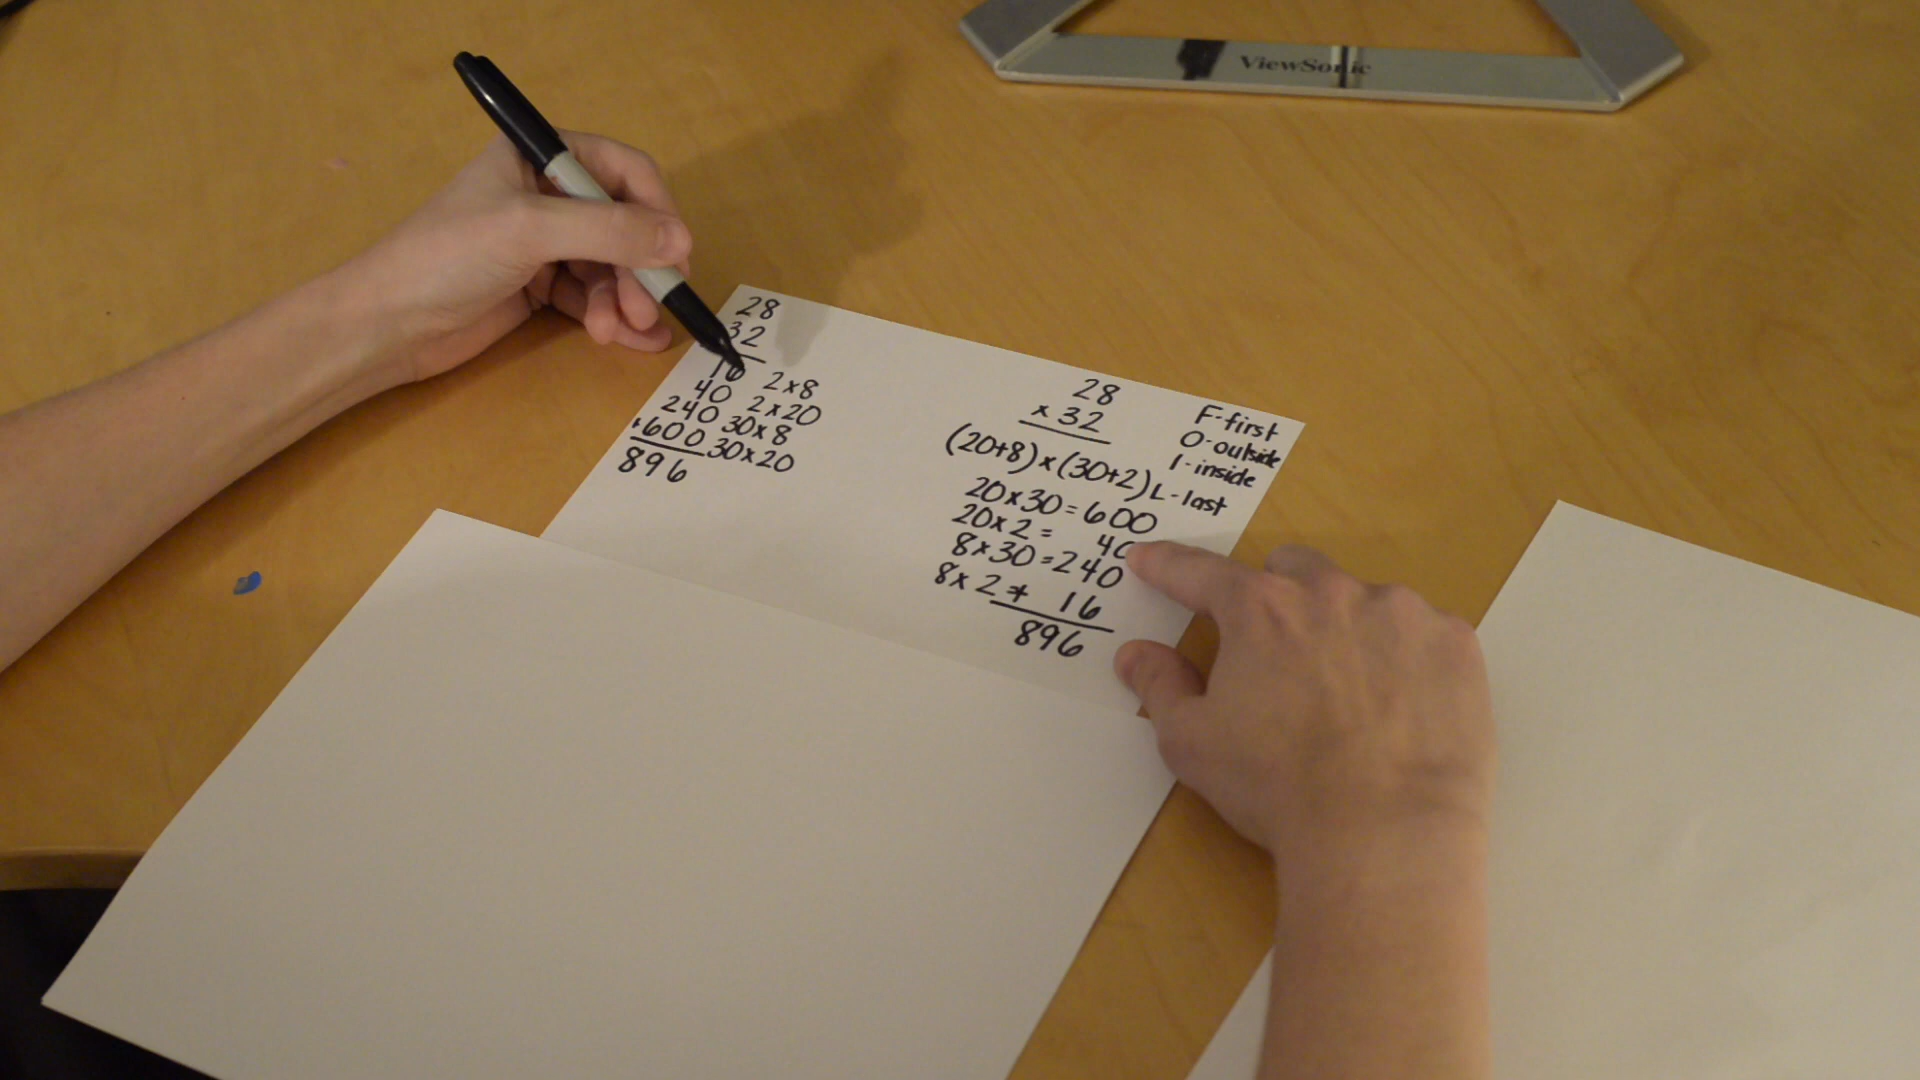 ViewSonic
28
32
16 2x8
40 2x20
240 30x8
+600 30x20
896
28
x 32
(20+8)x(30+2)
20x30=600
20x2= 40
8x30=240
8x2=+ 16
896
F-first
O-outside
I-inside
L-last